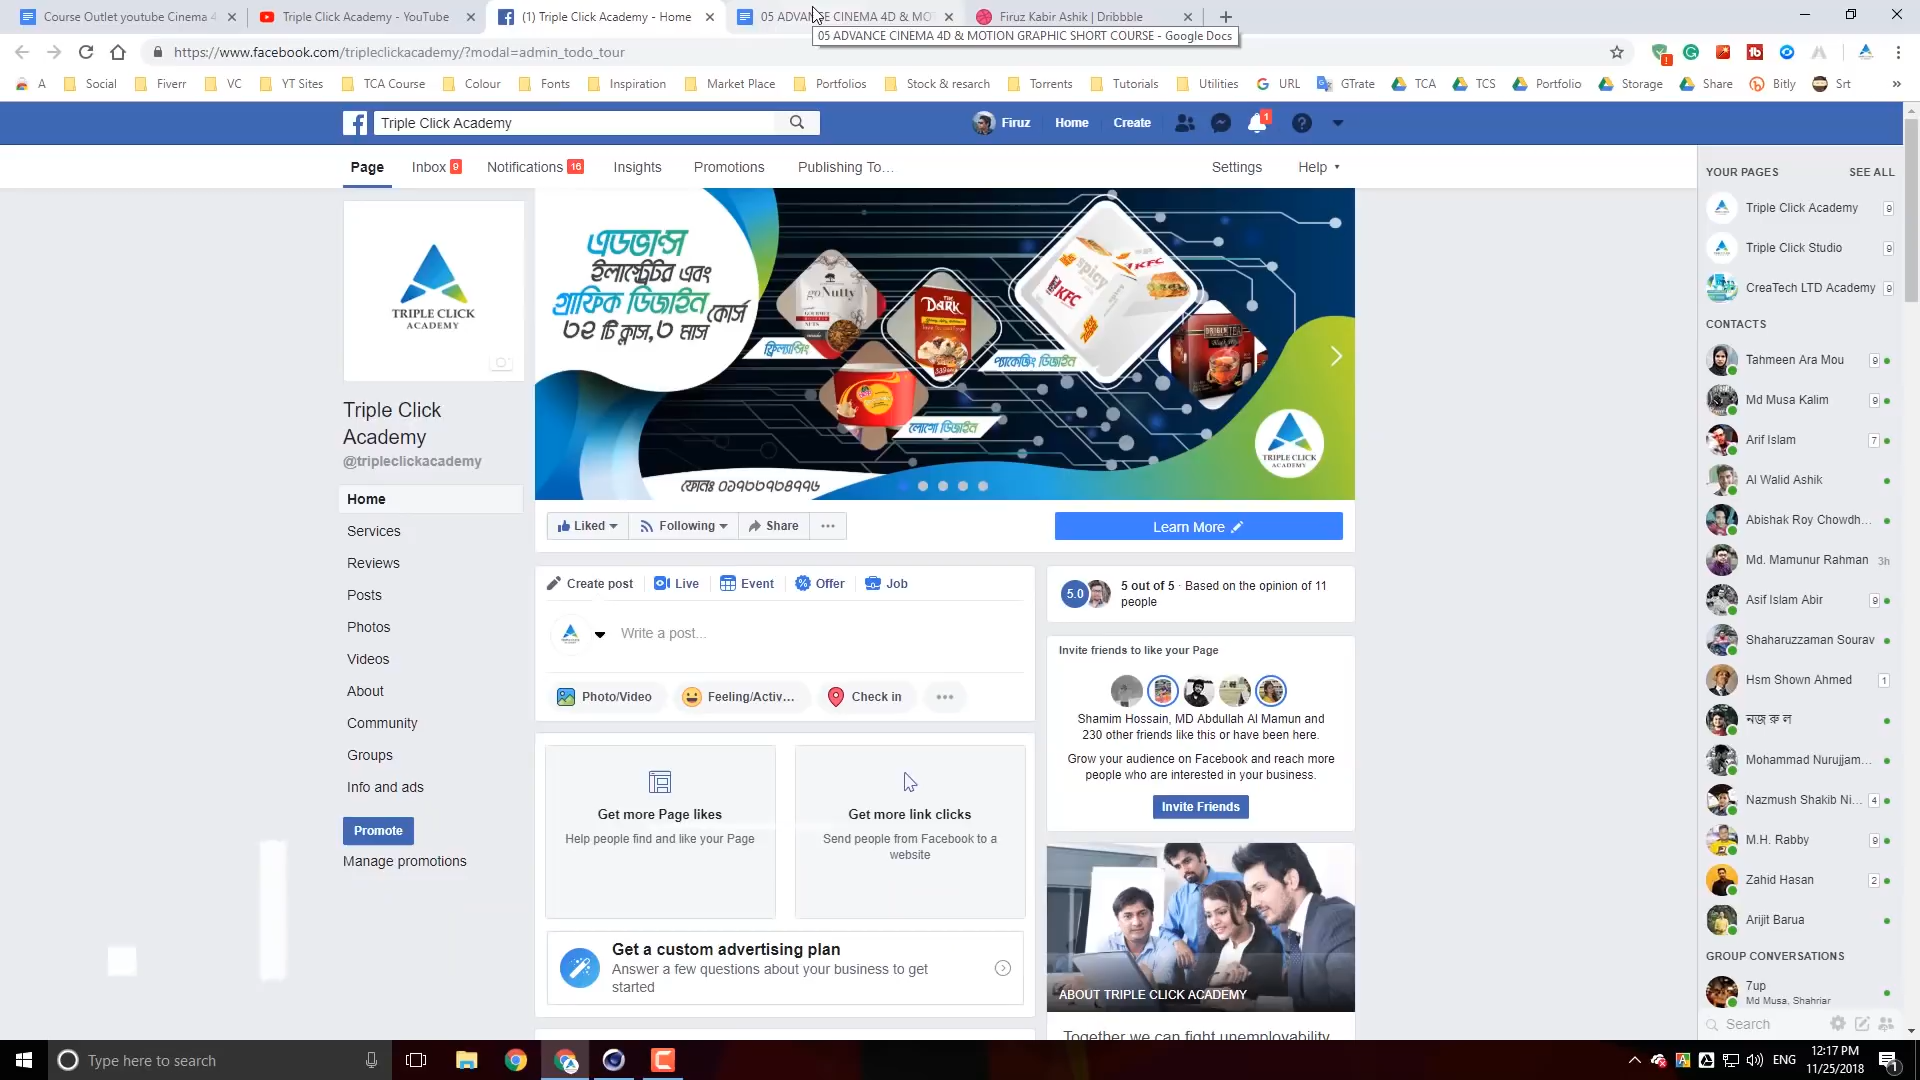 Course Outlet youtube Cinema 4
Triple Click Academy - YouTube
(1) Triple Click Academy - Home
05 ADVANCE CINEMA 4D & MO
Firuz Kabir Ashik | Dribbble
05 ADVANCE CINEMA 4D & MOTION GRAPHIC SHORT COURSE - Google Docs
https://www.facebook.com/tripleclickacademy/?modal=admin_todo_tour
A Social Fiverr VC YT Sites TCA Course Colour Fonts Inspiration Market Place Portfolios Stock & resarch Torrents Tutorials Utilities URL GTrate TCA TCS Portfolio Storage Share Bitly Srt »
Triple Click Academy
Firuz Home Create 1
Page Inbox 9 Notifications 16 Insights Promotions Publishing To… Settings Help
TRIPLE CLICK
ACADEMY
Triple Click
Academy
@tripleclickacademy
Home
Services
Reviews
Posts
Photos
Videos
About
Community
Groups
Info and ads
Promote
Manage promotions
এডভান্স
ইলাস্ট্রেটর এবং
গ্রাফিক ডিজাইন কোর্স
৩২ টি ক্লাস, ৩ মাস
ফ্রিল্যান্সিং
প্যাকেজিং ডিজাইন
লোগো ডিজাইন
goNutty
DARK
spicy
KFC
KFC
TRIPLE CLICK
ACADEMY
ফোনঃ ০১৭৮৮৭৮৪৭৭৬
Liked Following Share ···
Learn More
Create post Live Event Offer Job
Write a post...
Photo/Video Feeling/Activ... Check in ···
Get more Page likes
Help people find and like your Page
Get more link clicks
Send people from Facebook to a
website
Get a custom advertising plan
Answer a few questions about your business to get
started
5.0
5 out of 5 · Based on the opinion of 11
people
Invite friends to like your Page
Shamim Hossain, MD Abdullah Al Mamun and
230 other friends like this or have been here.
Grow your audience on Facebook and reach more
people who are interested in your business.
Invite Friends
ABOUT TRIPLE CLICK ACADEMY
Together we can fight unemployability
YOUR PAGES SEE ALL
Triple Click Academy 9
Triple Click Studio 9
CreaTech LTD Academy 9
CONTACTS
Tahmeen Ara Mou 9
Md Musa Kalim 9
Arif Islam 7
Al Walid Ashik
Abishak Roy Chowdh...
Md. Mamunur Rahman 3h
Asif Islam Abir 9
Shaharuzzaman Sourav
Hsm Shown Ahmed 1
নজ রু ল
Mohammad Nurujjam...
Nazmush Shakib Ni... 4
M.H. Rabby 9
Zahid Hasan 2
Arijit Barua
GROUP CONVERSATIONS
7up
Md Musa, Shahriar
Search
Type here to search
ENG
12:17 PM
11/25/2018
1